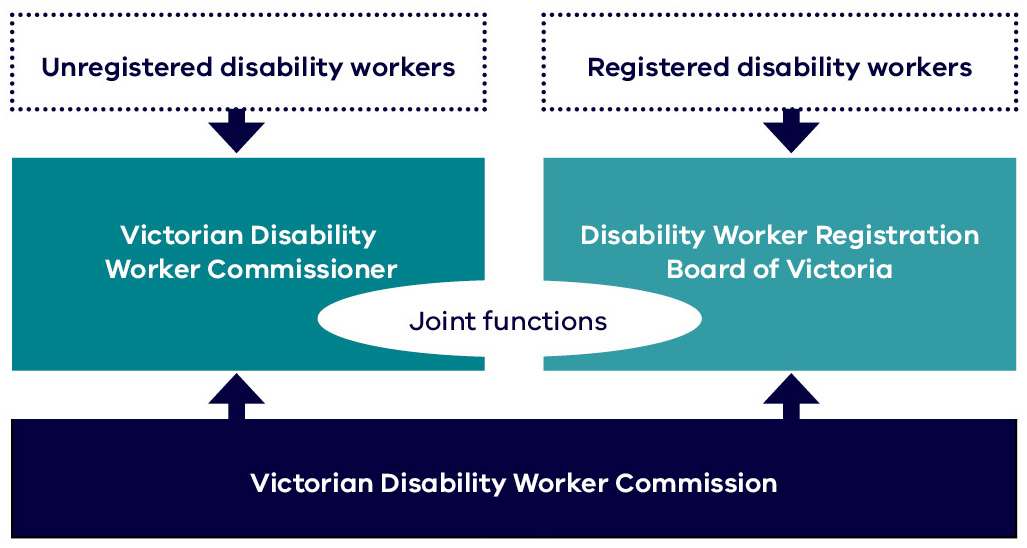 Unregistered disability workers
Registered disability workers
Victorian Disability
Worker Commissioner
Disability Worker Registration
Board of Victoria
Joint functions
Victorian Disability Worker Commission